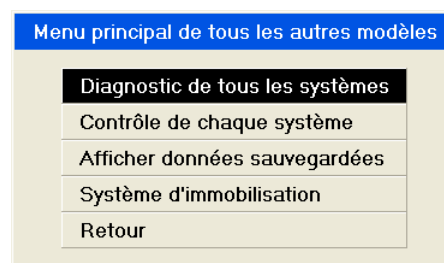 Menu principal de tous les autres modèles
Diagnostic de tous les systèmes
Contrôle de chaque système
Afficher données sauvegardées
Système d'immobilisation
Retour